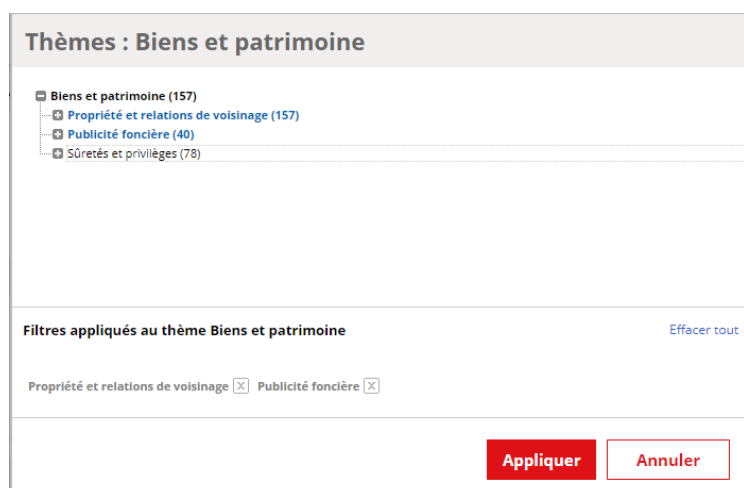 Thèmes : Biens et patrimoine
Biens et patrimoine (157)
Propriété et relations de voisinage (157)
Publicité foncière (40)
Sûretés et privilèges (78)
Filtres appliqués au thème Biens et patrimoine Effacer tout
Propriété et relations de voisinage X Publicité foncière X
Appliquer Annuler